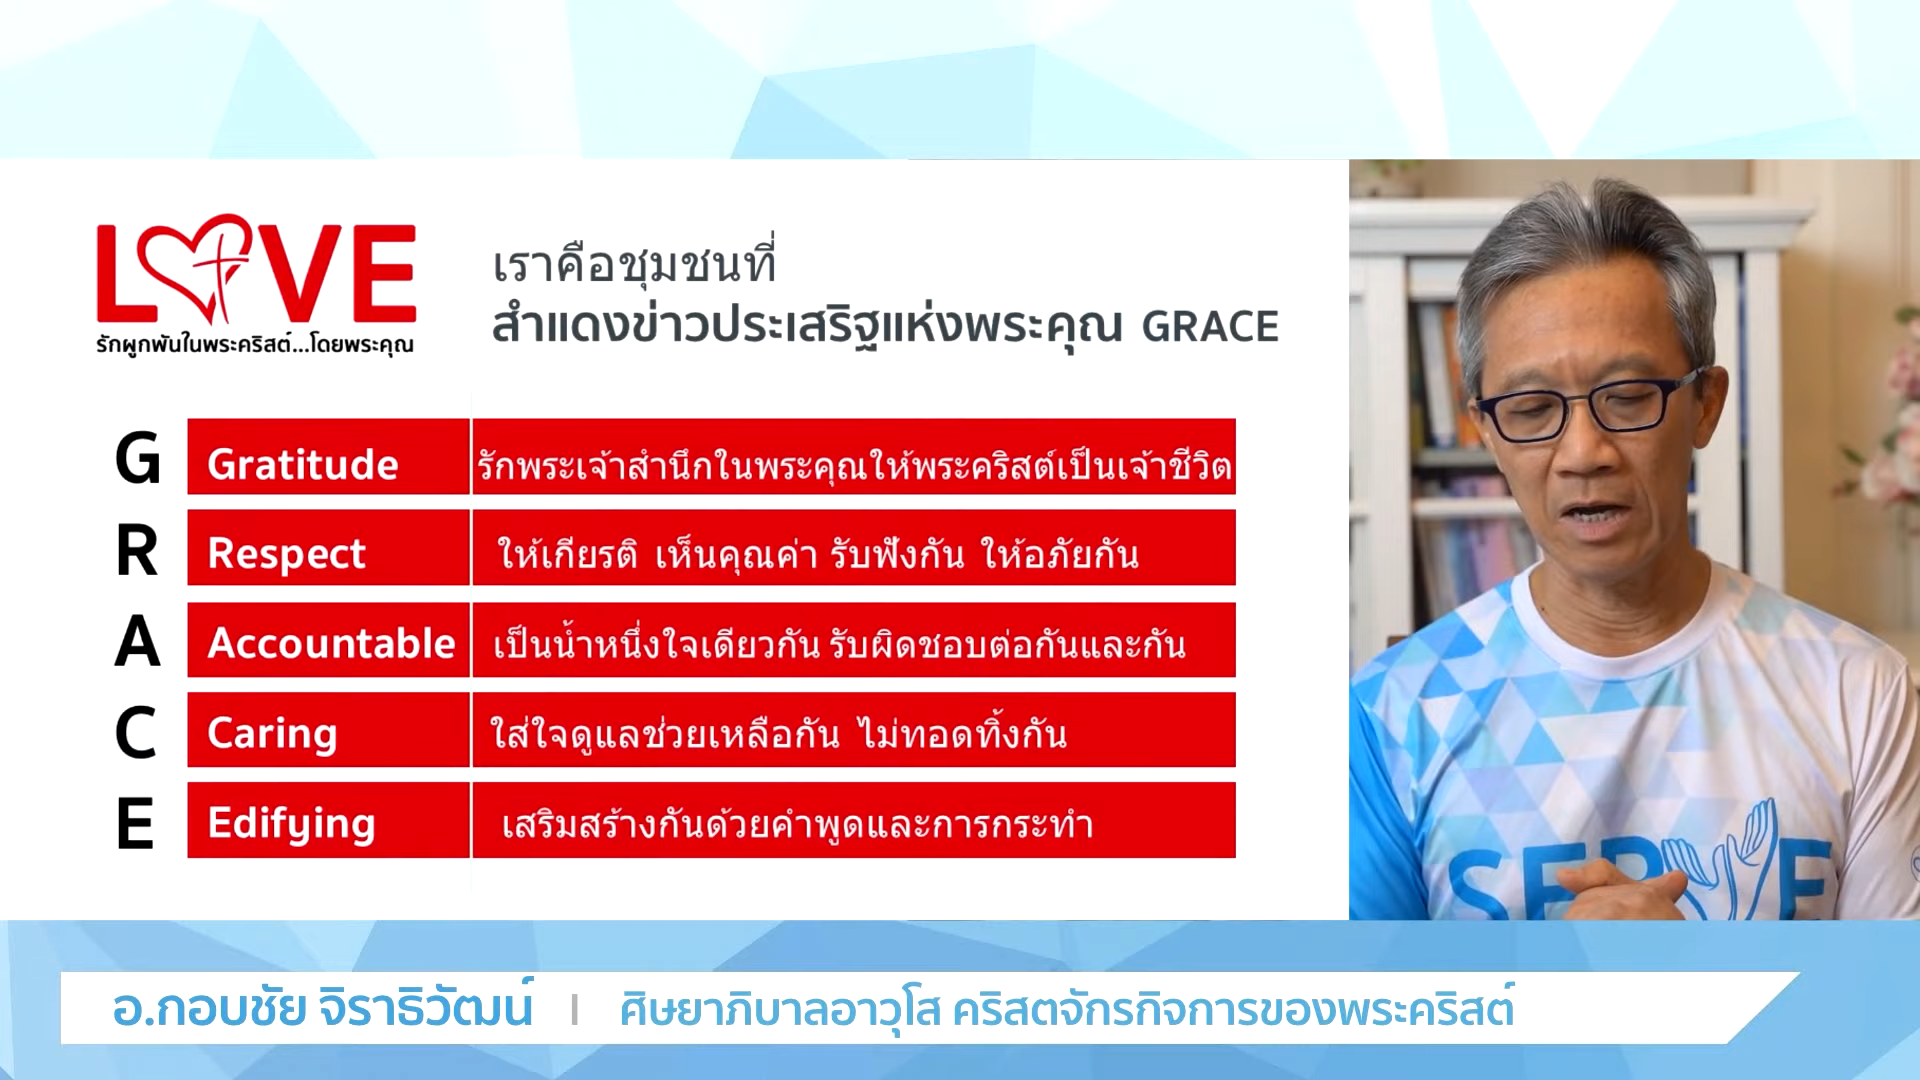 LOVE
รักผูกพันในพระคริสต์...โดยพระคุณ
เราคือชุมชนที่
สำแดงข่าวประเสริฐแห่งพระคุณ GRACE
G Gratitude รักพระเจ้าสำนึกในพระคุณให้พระคริสต์เป็นเจ้าชีวิต
R Respect ให้เกียรติ เห็นคุณค่า รับฟังกัน ให้อภัยกัน
A Accountable เป็นน้ำหนึ่งใจเดียวกัน รับผิดชอบต่อกันและกัน
C Caring ใส่ใจดูแลช่วยเหลือกัน ไม่ทอดทิ้งกัน
E Edifying เสริมสร้างกันด้วยคำพูดและการกระทำ
SERVE
อ.กอบชัย จิราธิวัฒน์ | ศิษยาภิบาลอาวุโส คริสตจักรกิจการของพระคริสต์